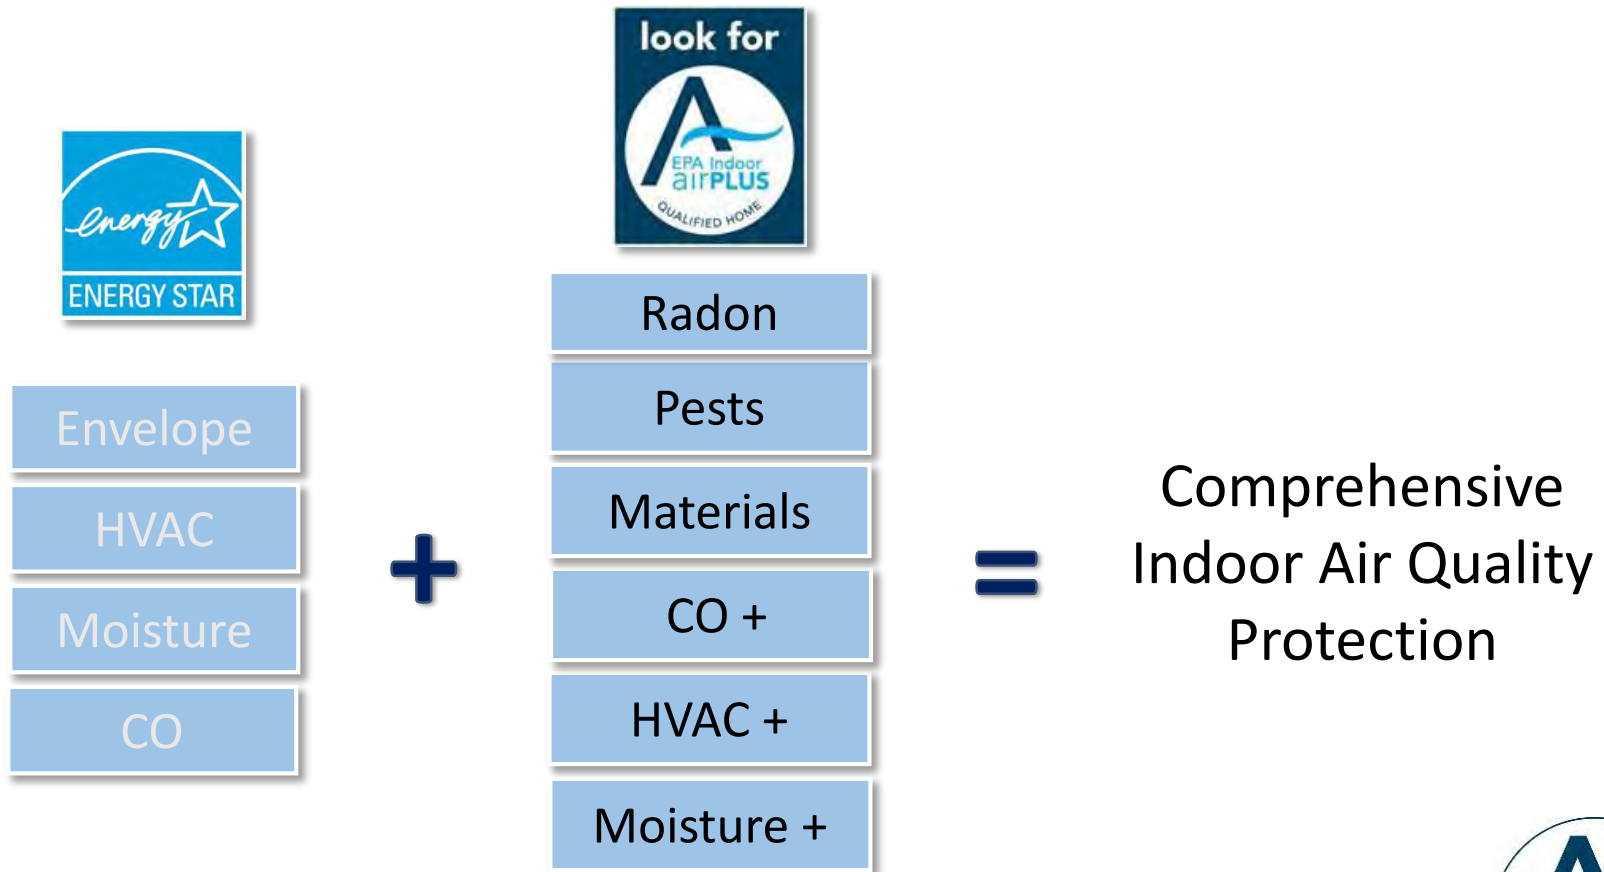 look for
EPA Indoor
airPLUS
QUALIFIED HOME
energy
ENERGY STAR
Envelope
HVAC
Moisture
CO
+
Radon
Pests
Materials
CO +
HVAC +
Moisture +
=
Comprehensive
Indoor Air Quality
Protection